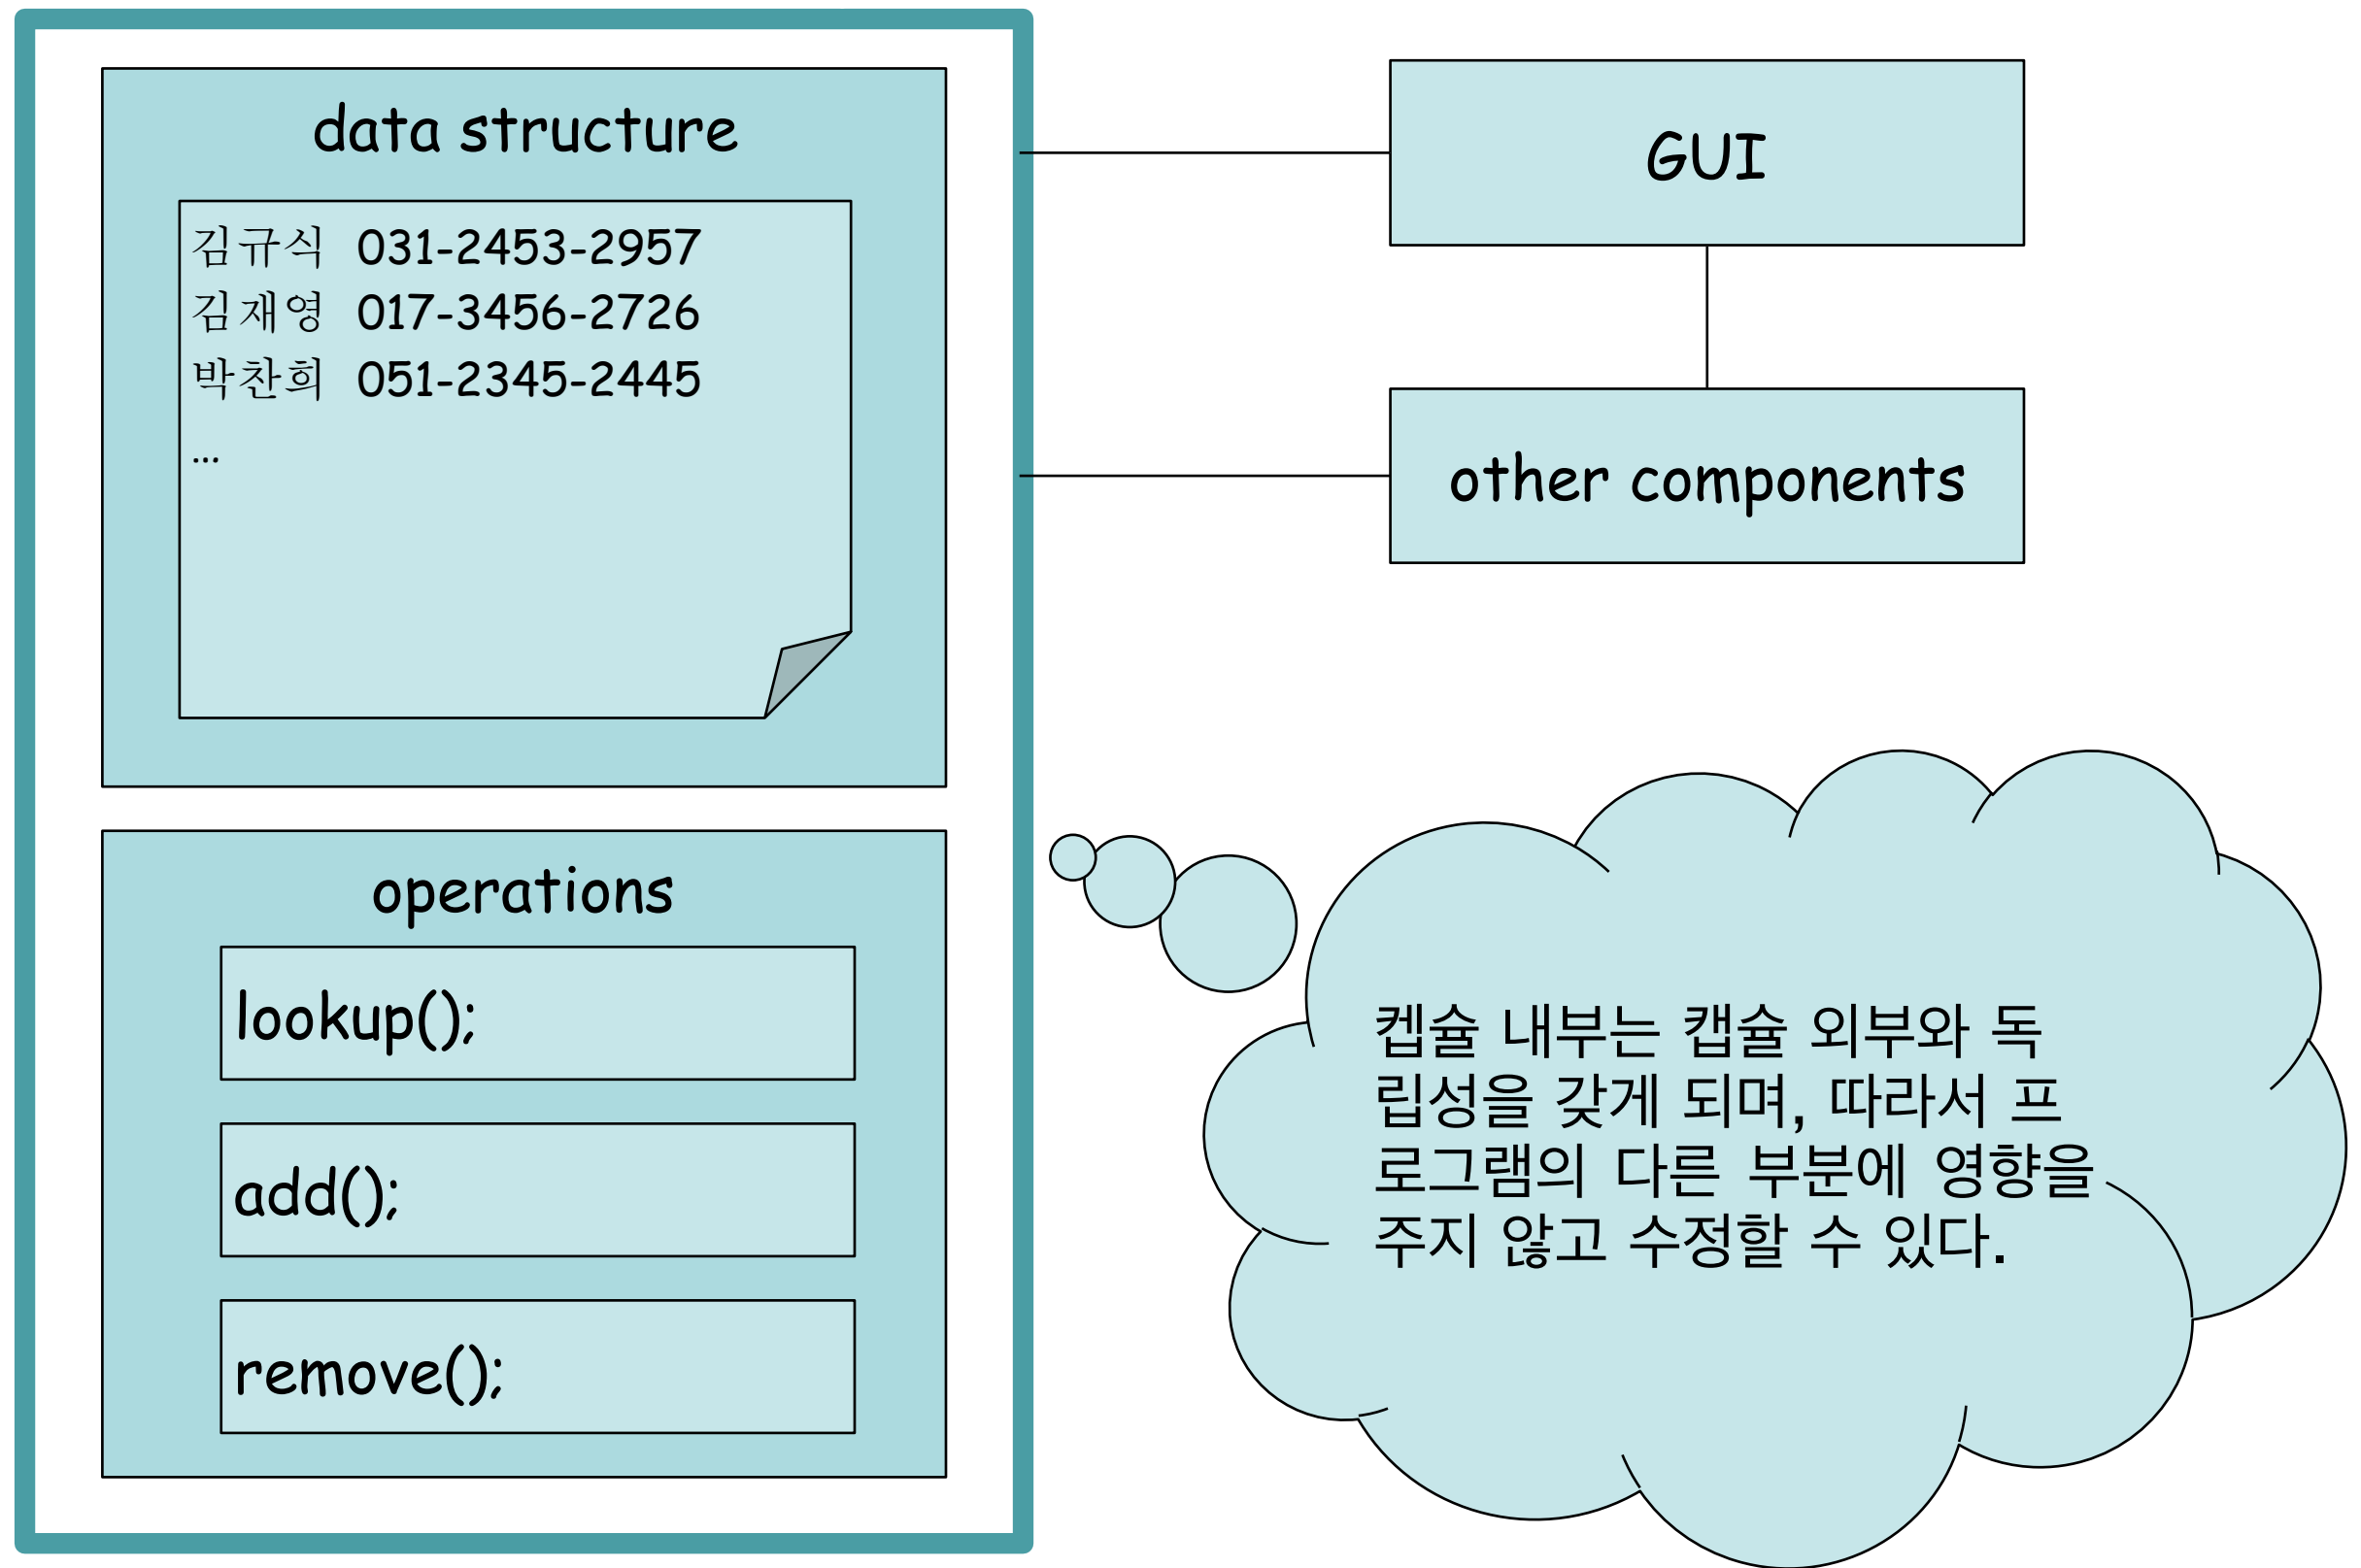 data structure
김규식 031-2453-2957
김재영 017-3456-2726
박찬희 051-2345-2445
...
operations
lookup();
add();
remove();
GUI
other components
켑슐 내부는 캡슐 외부와 독
립성은 갖게 되며, 따라서 프
로그램의 다른 부분에 영향을
주지 않고 수정할 수 있다.